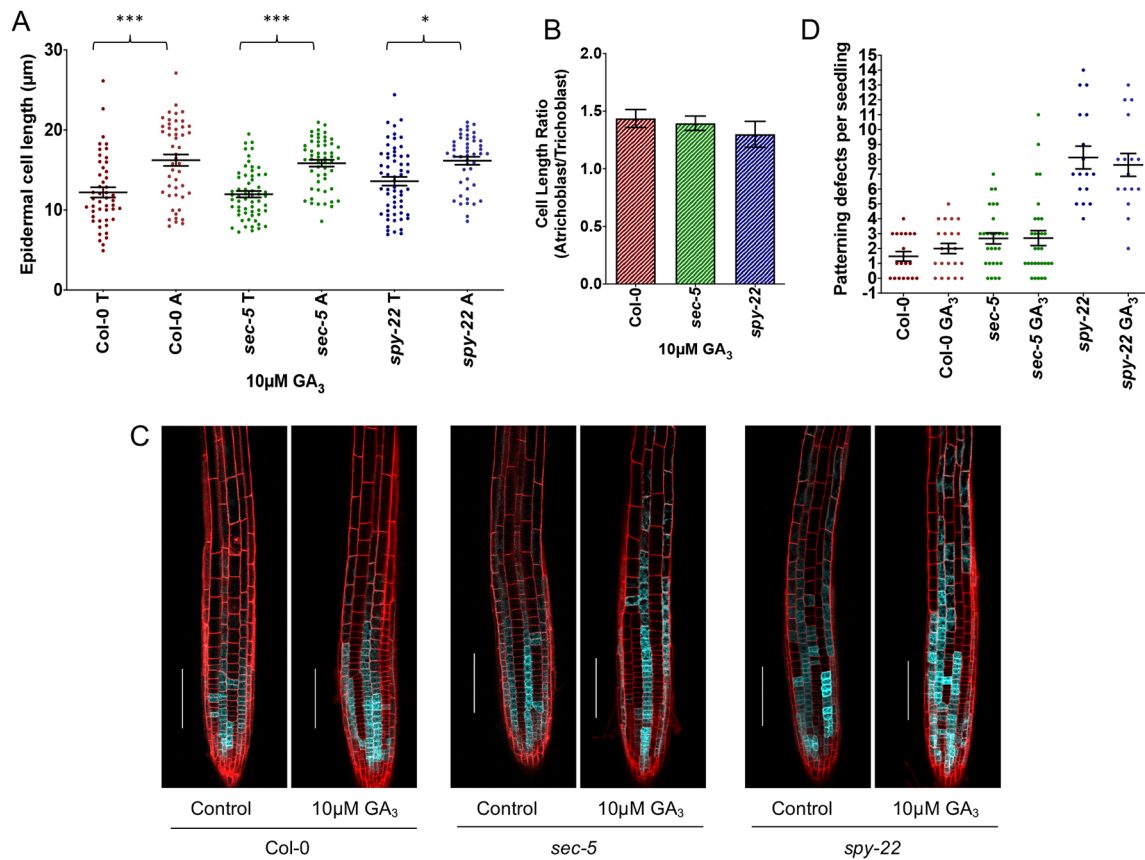 A
***
***
*
Epidermal cell length (µm)
30
20
10
0
Col-0 T
Col-0 A
sec-5 T
sec-5 A
spy-22 T
spy-22 A
10µM GA₃
B
Cell Length Ratio
(Atrichoblast/Trichoblast)
2.0
1.5
1.0
0.5
0.0
Col-0
sec-5
spy-22
10µM GA₃
D
Patterning defects per seedling
15
14
13
12
11
10
9
8
7
6
5
4
3
2
1
0
-1
Col-0
Col-0 GA₃
sec-5
sec-5 GA₃
spy-22
spy-22 GA₃
C
Control
10µM GA₃
Control
10µM GA₃
Control
10µM GA₃
Col-0
sec-5
spy-22